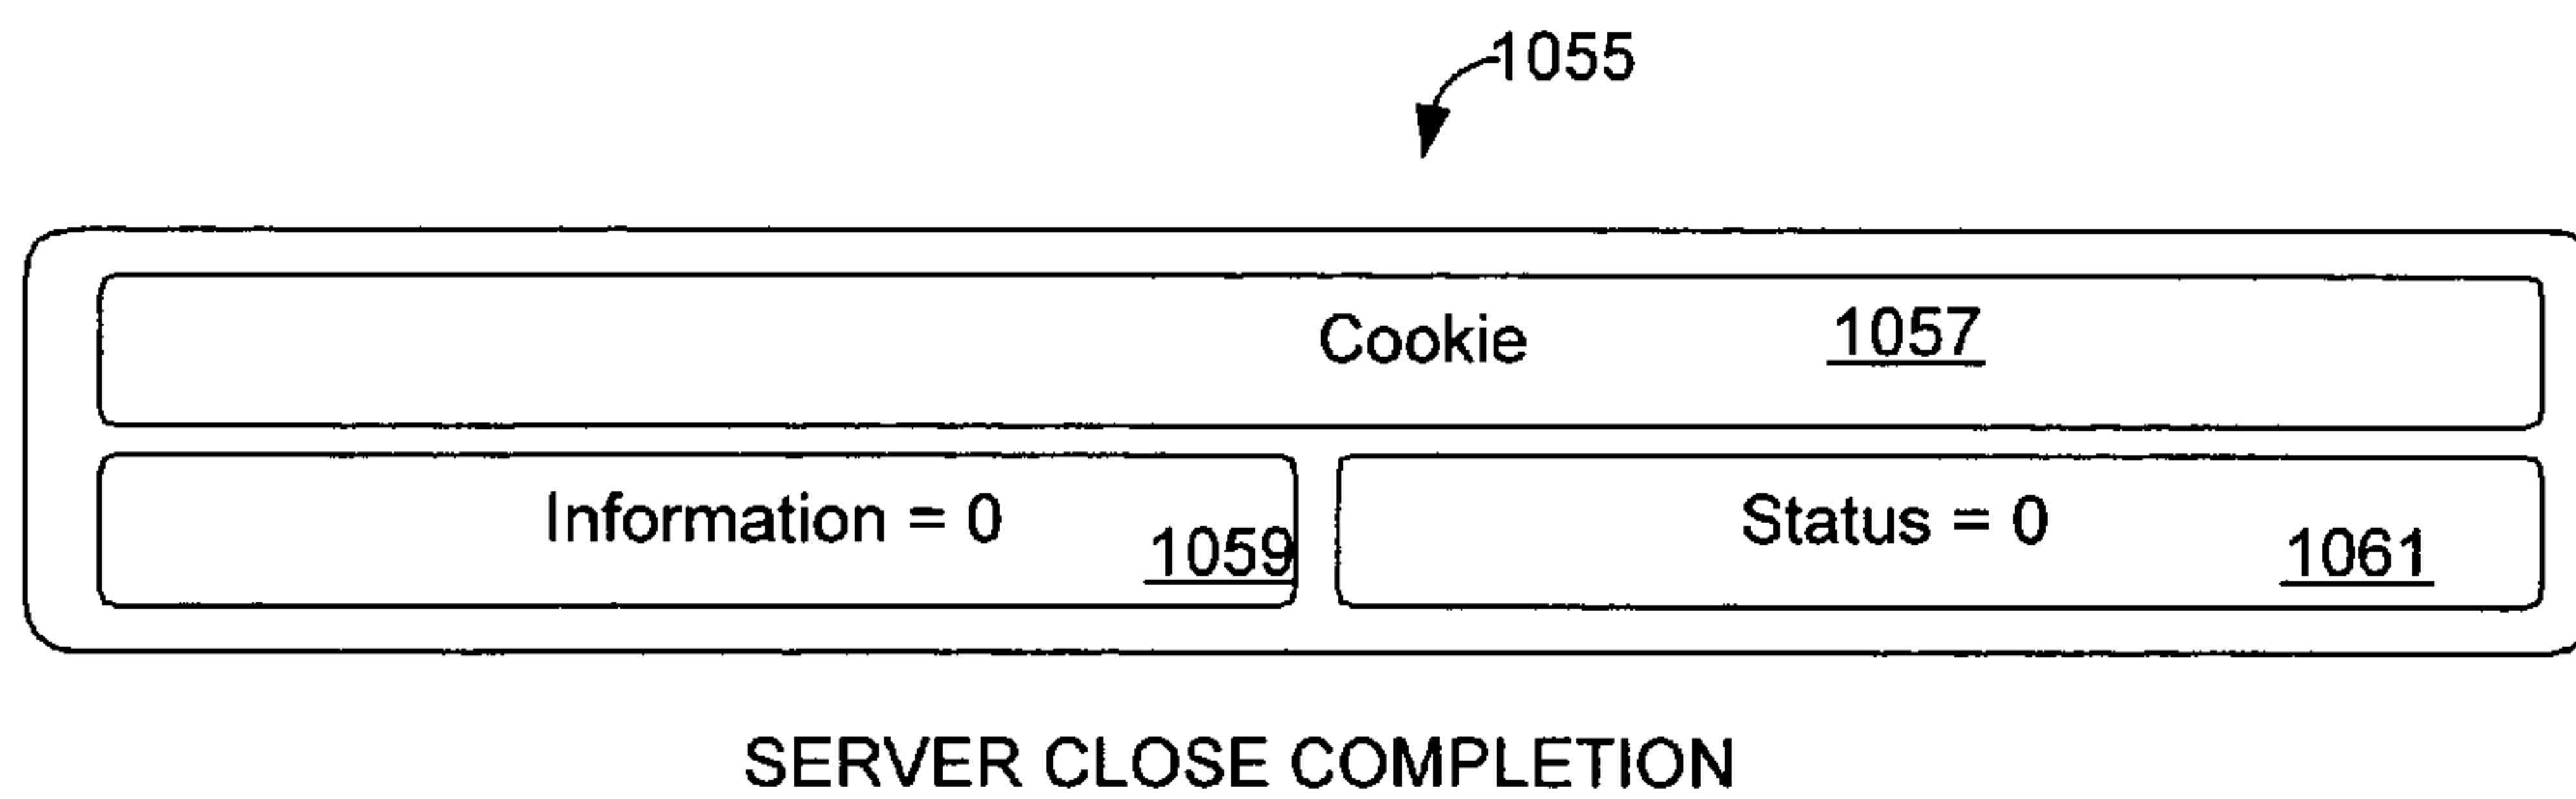 1055
Cookie 1057
Information = 0 1059
Status = 0 1061
SERVER CLOSE COMPLETION